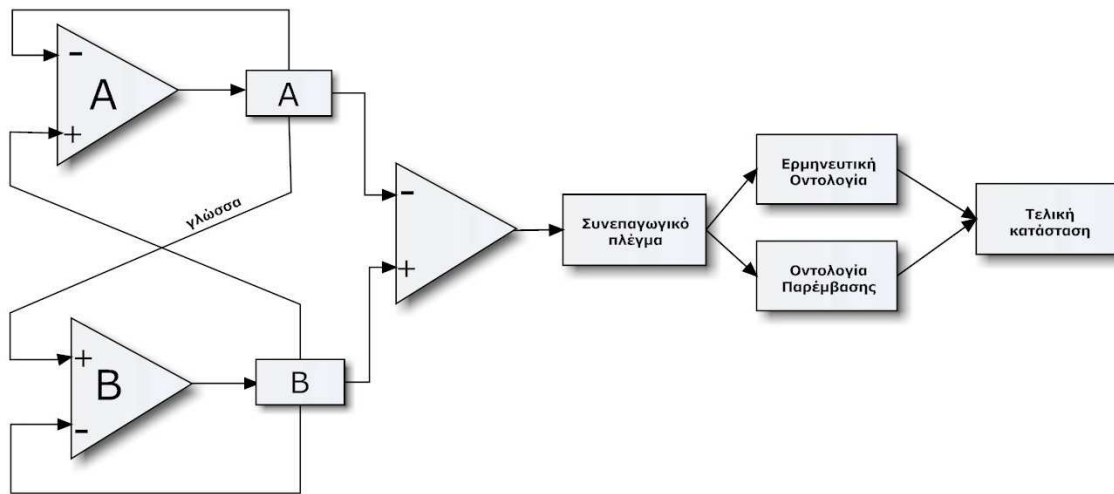 -
A
+
A
γλώσσα
+
B
-
B
-
+
Συνεπαγωγικό
πλέγμα
Ερμηνευτική
Οντολογία
Οντολογία
Παρέμβασης
Τελική
κατάσταση